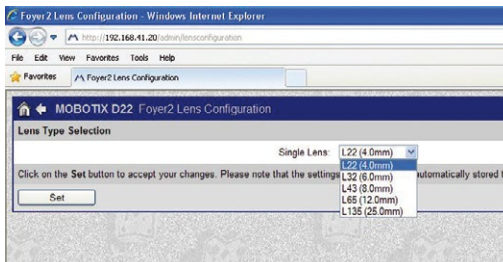 Foyer2 Lens Configuration - Windows Internet Explorer
http://192.168.41.20/admin/lensconfiguration
File Edit View Favorites Tools Help
Favorites Foyer2 Lens Configuration
MOBOTIX D22 Foyer2 Lens Configuration
Lens Type Selection
Single Lens: L22 (4.0mm)
L22 (4.0mm)
Click on the Set button to accept your changes. Please note that the settings automatically stored
L32 (6.0mm)
L43 (8.0mm)
L65 (12.0mm)
L135 (25.0mm)
Set